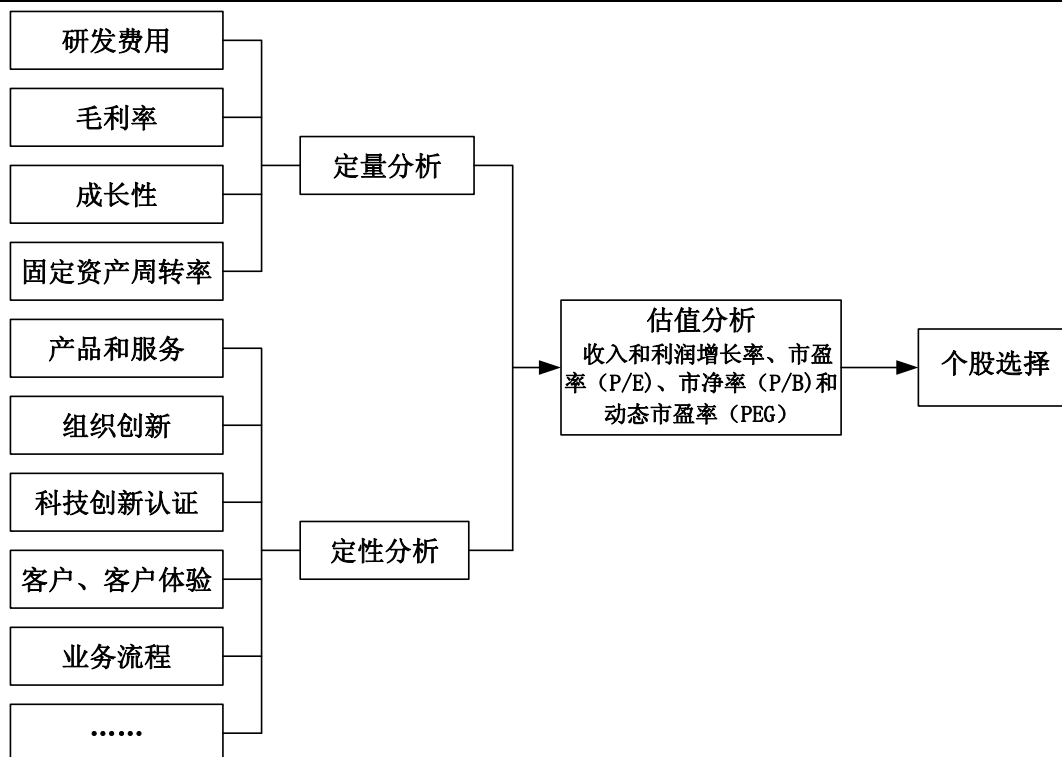 研发费用
毛利率
定量分析
成长性
固定资产周转率
产品和服务
估值分析
收入和利润增长率、市盈
率（P/E）、市净率（P/B)和
动态市盈率（PEG）
个股选择
组织创新
科技创新认证
定性分析
客户、客户体验
业务流程
……